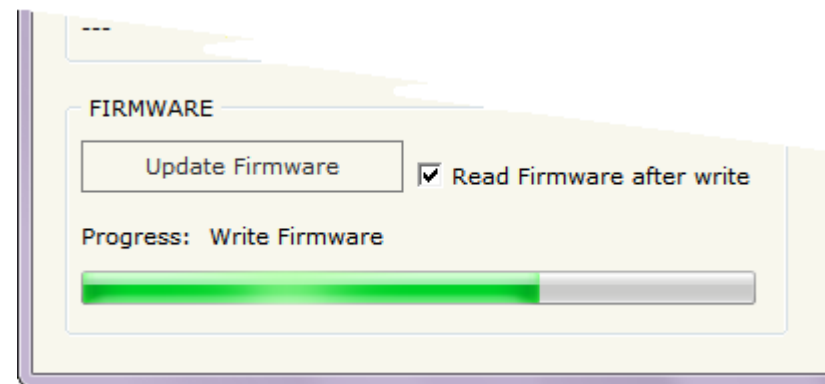 ---
FIRMWARE
Update Firmware
Read Firmware after write
Progress: Write Firmware